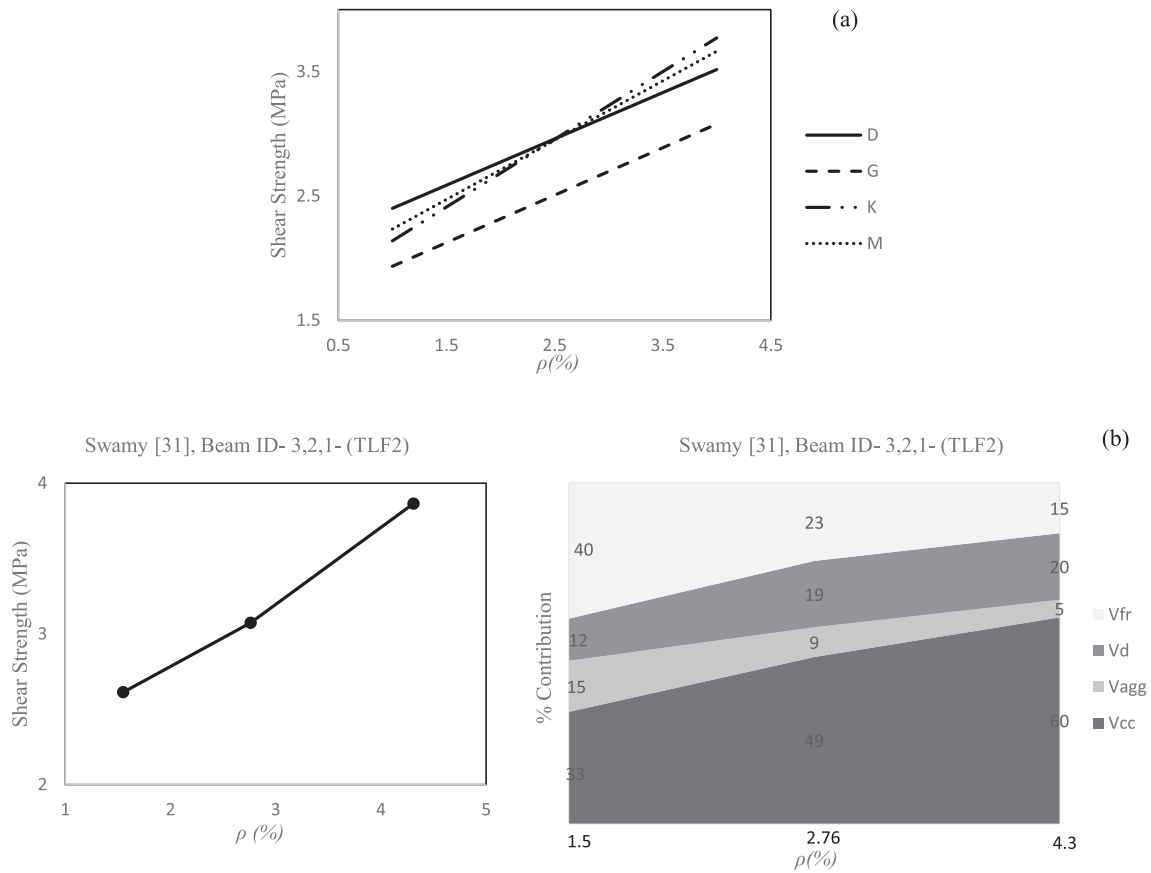 (a)
Shear Strength (MPa)
3.5
2.5
1.5
0.5 1.5 2.5 3.5 4.5
ρ(%)
D
G
K
M
(b)
Swamy [31], Beam ID- 3,2,1- (TLF2)
Shear Strength (MPa)
4
3
2
1 2 3 4 5
ρ (%)
Swamy [31], Beam ID- 3,2,1- (TLF2)
% Contribution
40 23 15
12 19 20
15 9 5
33 49 60
1.5 2.76 4.3
ρ(%)
Vfr
Vd
Vagg
Vcc